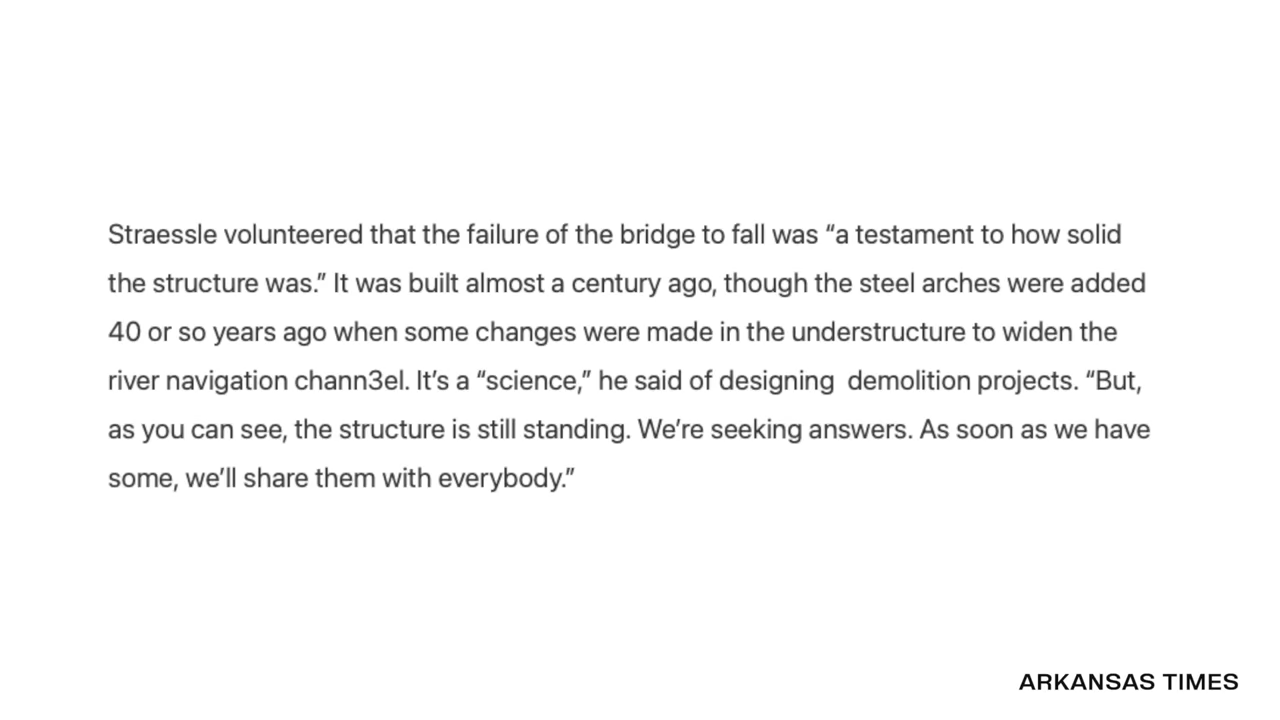 Straessle volunteered that the failure of the bridge to fall was “a testament to how solid
the structure was.” It was built almost a century ago, though the steel arches were added
40 or so years ago when some changes were made in the understructure to widen the
river navigation chann3el. It’s a “science,” he said of designing  demolition projects. “But,
as you can see, the structure is still standing. We’re seeking answers. As soon as we have
some, we’ll share them with everybody.”
ARKANSAS TIMES